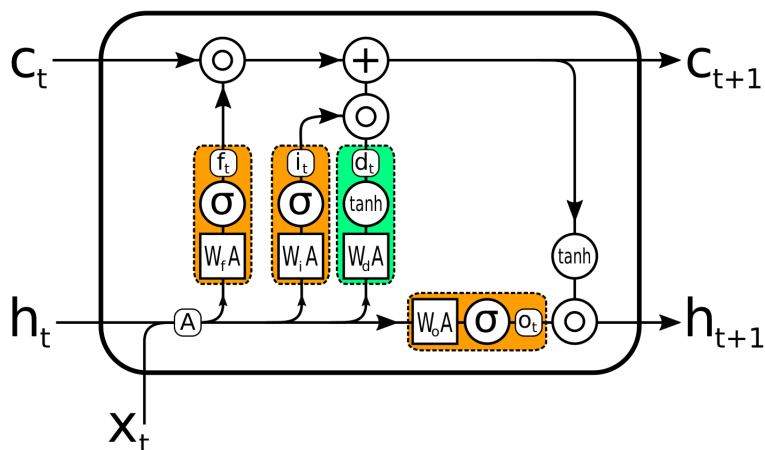 c_t + c_{t+1}
f_t i_t d_t
σ σ tanh
W_f A W_i A W_d A tanh
h_t A W_o A σ o_t h_{t+1}
x_t